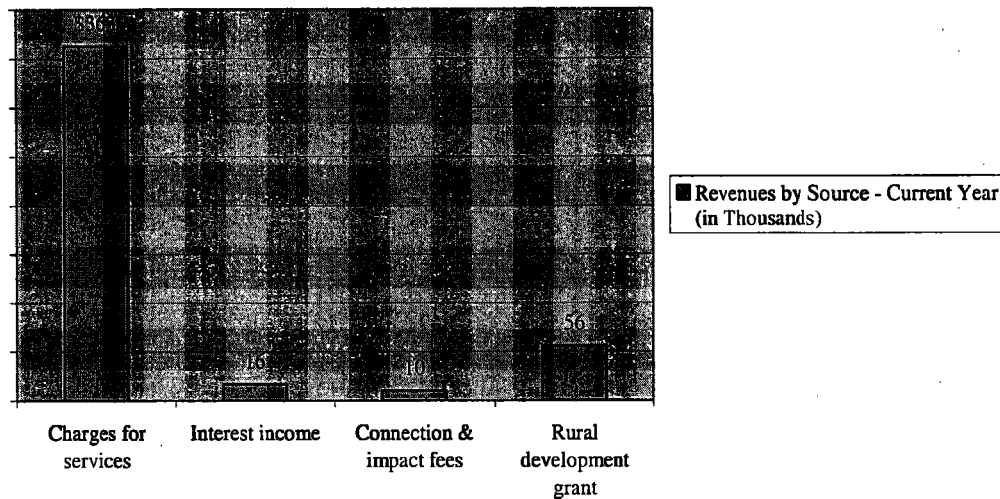 16
10
56
Charges for
services
Interest income
Connection &
impact fees
Rural
development
grant
Revenues by Source - Current Year
(in Thousands)